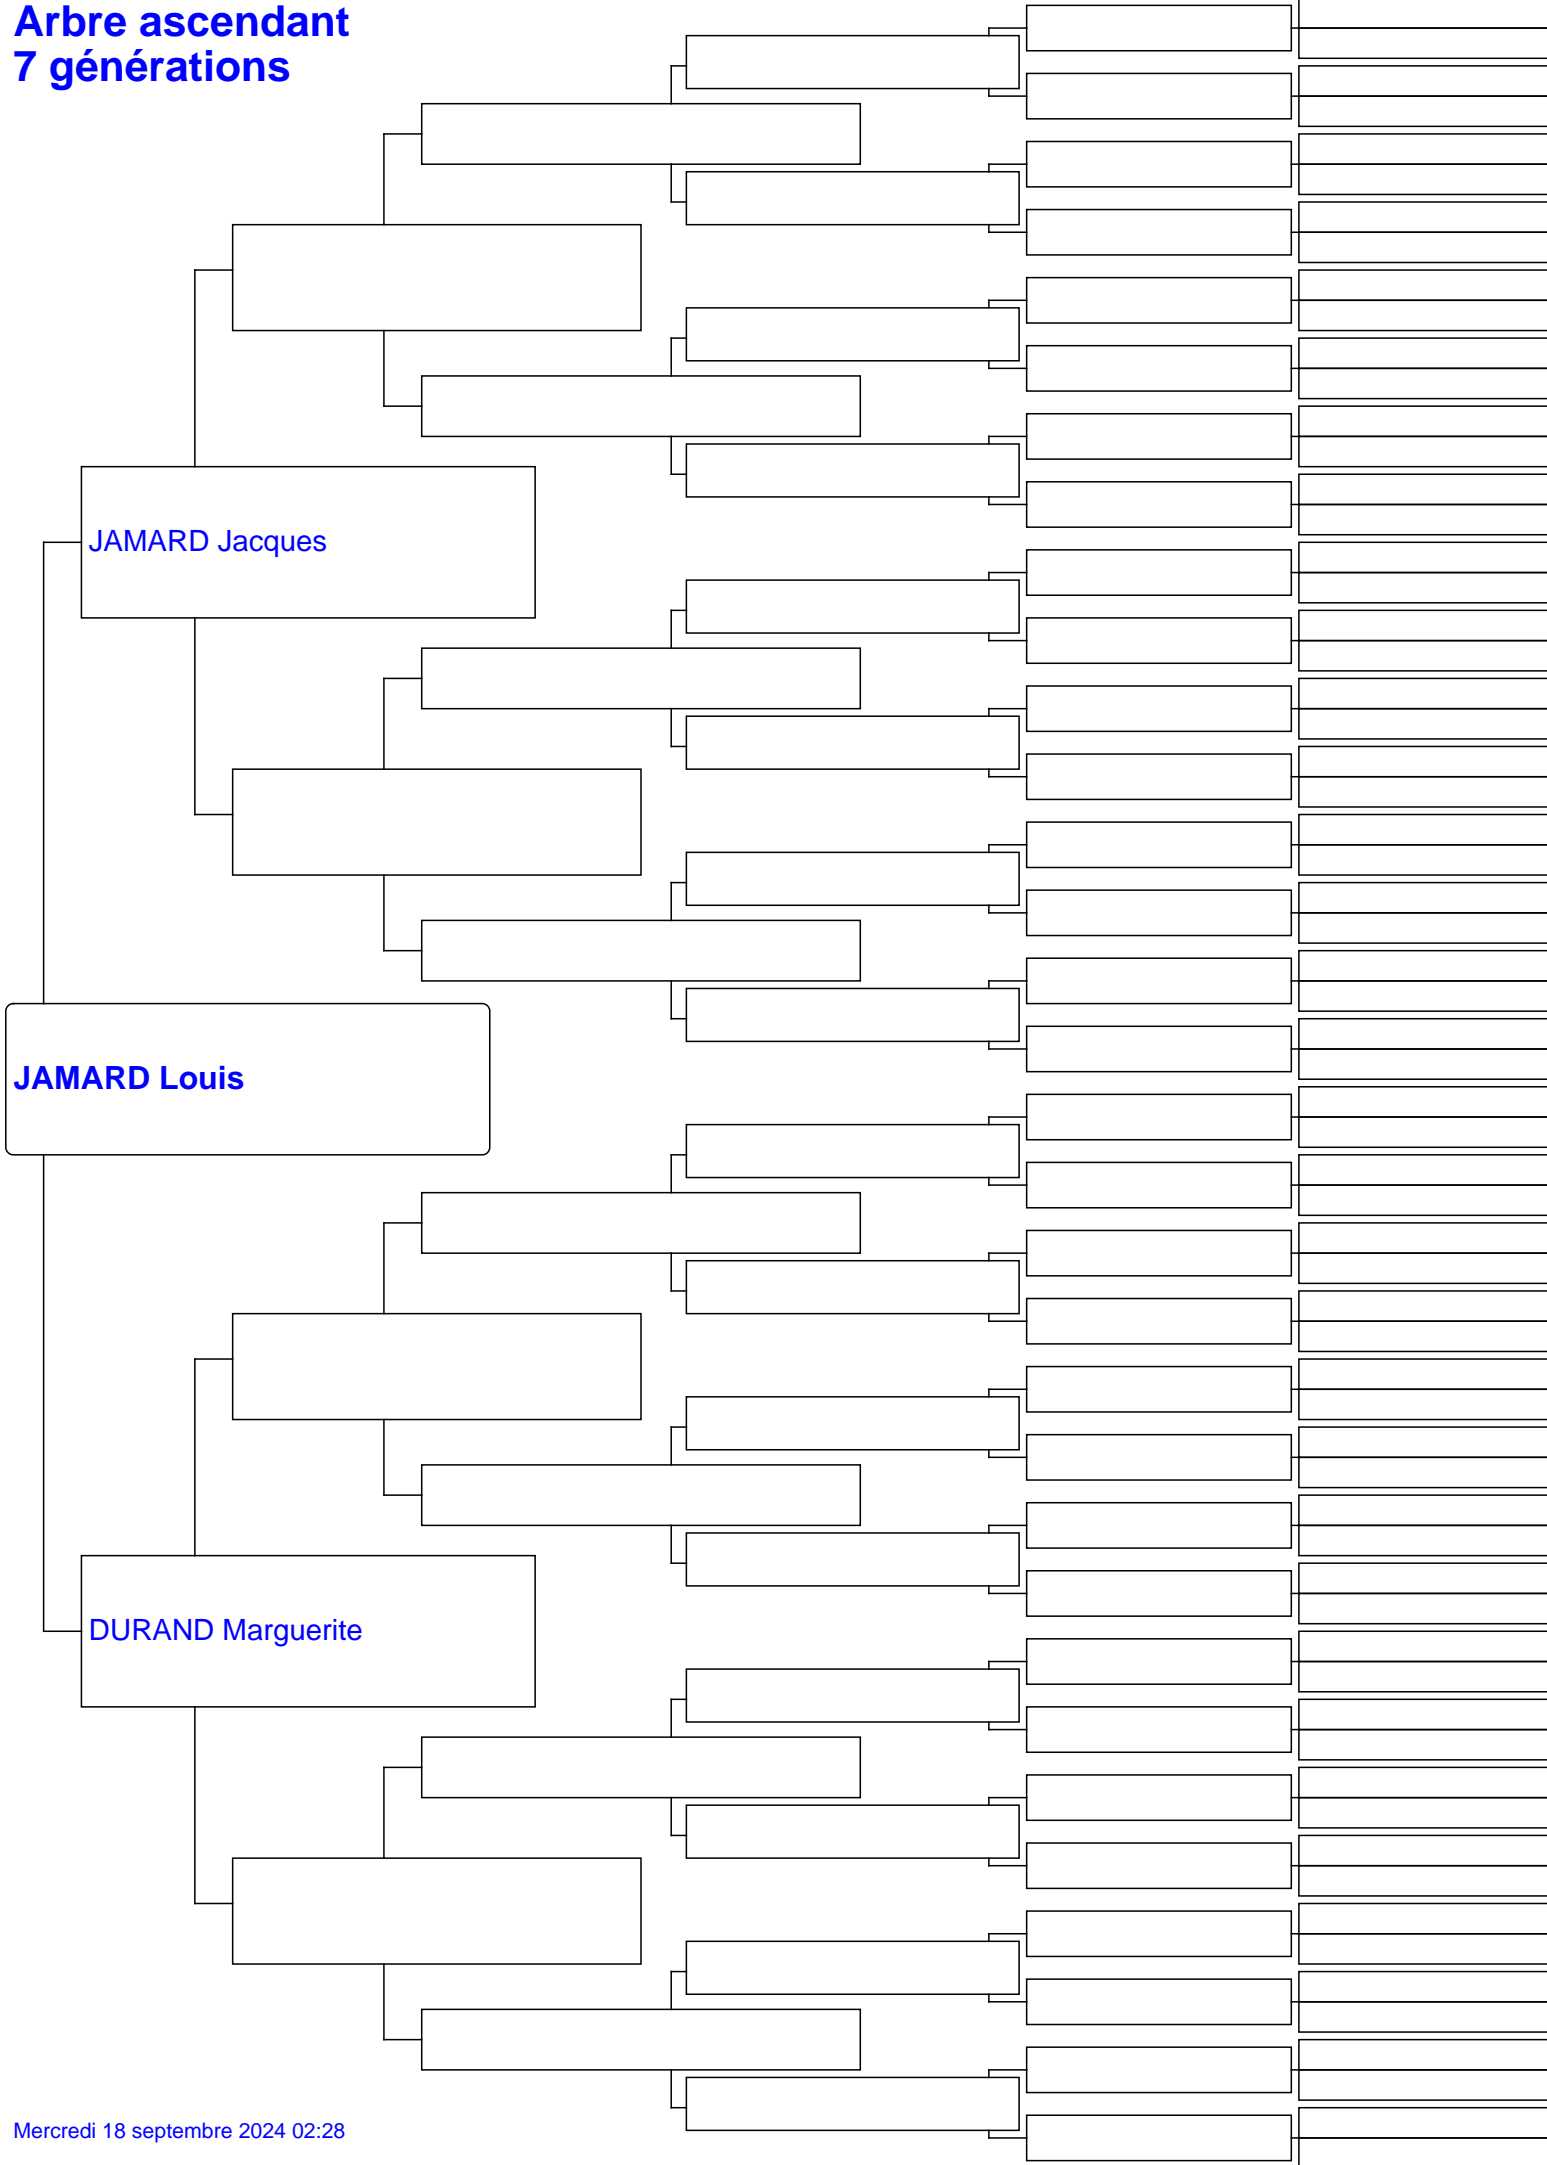 Arbre ascendant
7 générations
JAMARD Jacques
JAMARD Louis
DURAND Marguerite
Mercredi 18 septembre 2024 02:28